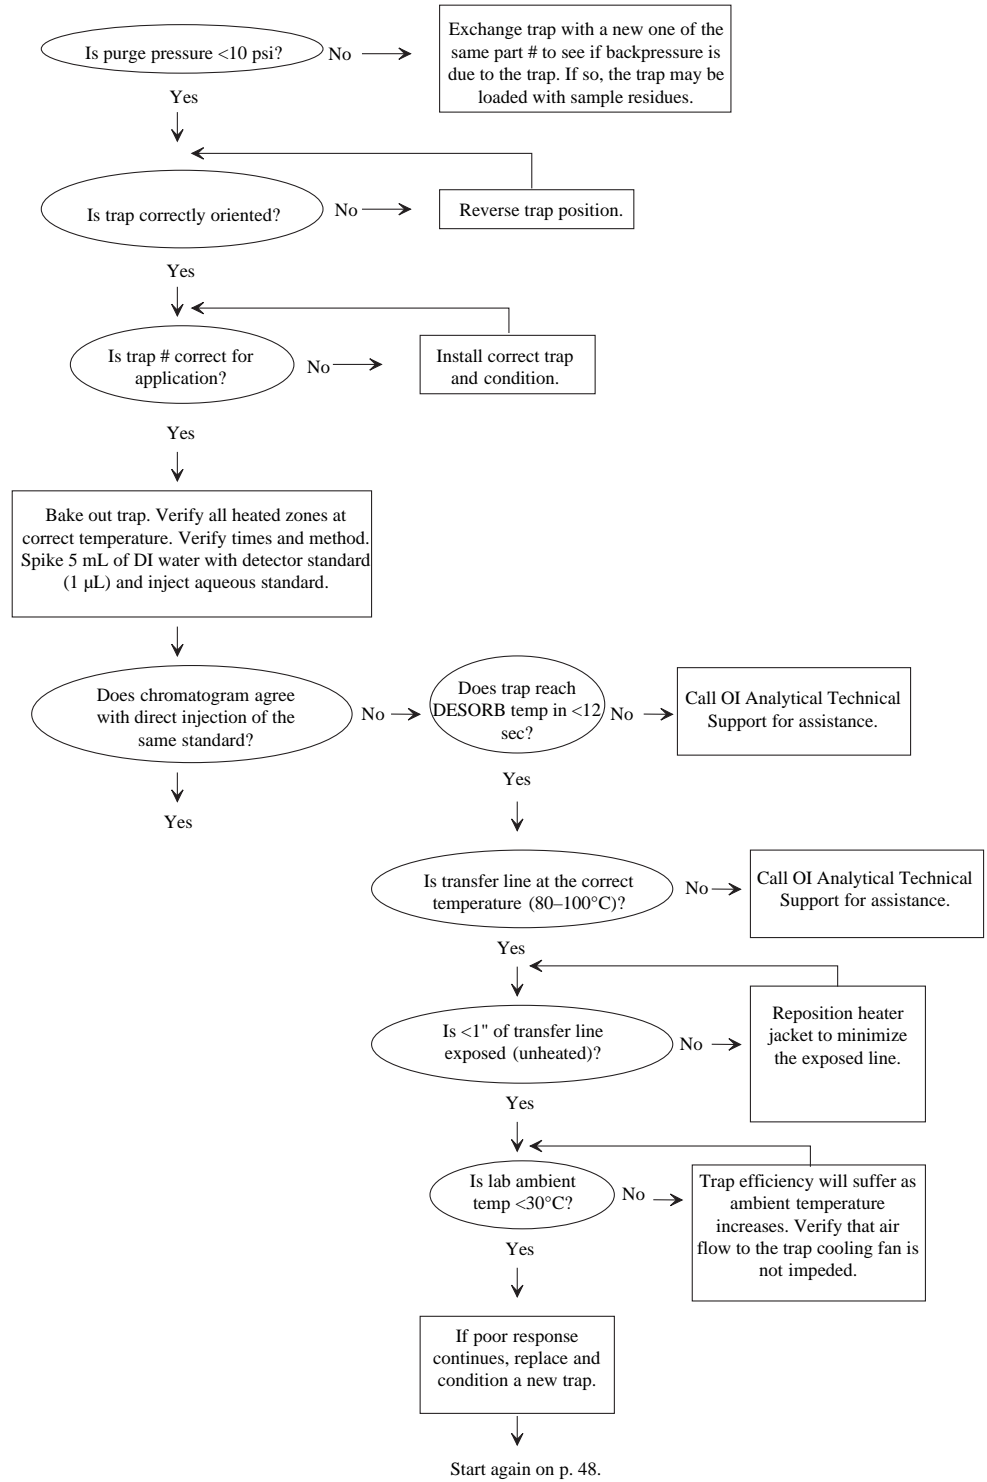 Is purge pressure <10 psi?
No
Exchange trap with a new one of the
same part # to see if backpressure is
due to the trap. If so, the trap may be
loaded with sample residues.
Yes
Is trap correctly oriented?
No
Reverse trap position.
Yes
Is trap # correct for
application?
No
Install correct trap
and condition.
Yes
Bake out trap. Verify all heated zones at
correct temperature. Verify times and method.
Spike 5 mL of DI water with detector standard
(1 µL) and inject aqueous standard.
Does chromatogram agree
with direct injection of the
same standard?
No
Does trap reach
DESORB temp in <12
sec?
No
Call OI Analytical Technical
Support for assistance.
Yes
Yes
Is transfer line at the correct
temperature (80–100°C)?
No
Call OI Analytical Technical
Support for assistance.
Yes
Is <1" of transfer line
exposed (unheated)?
No
Reposition heater
jacket to minimize
the exposed line.
Yes
Is lab ambient
temp <30°C?
No
Trap efficiency will suffer as
ambient temperature
increases. Verify that air
flow to the trap cooling fan is
not impeded.
Yes
If poor response
continues, replace and
condition a new trap.
Start again on p. 48.